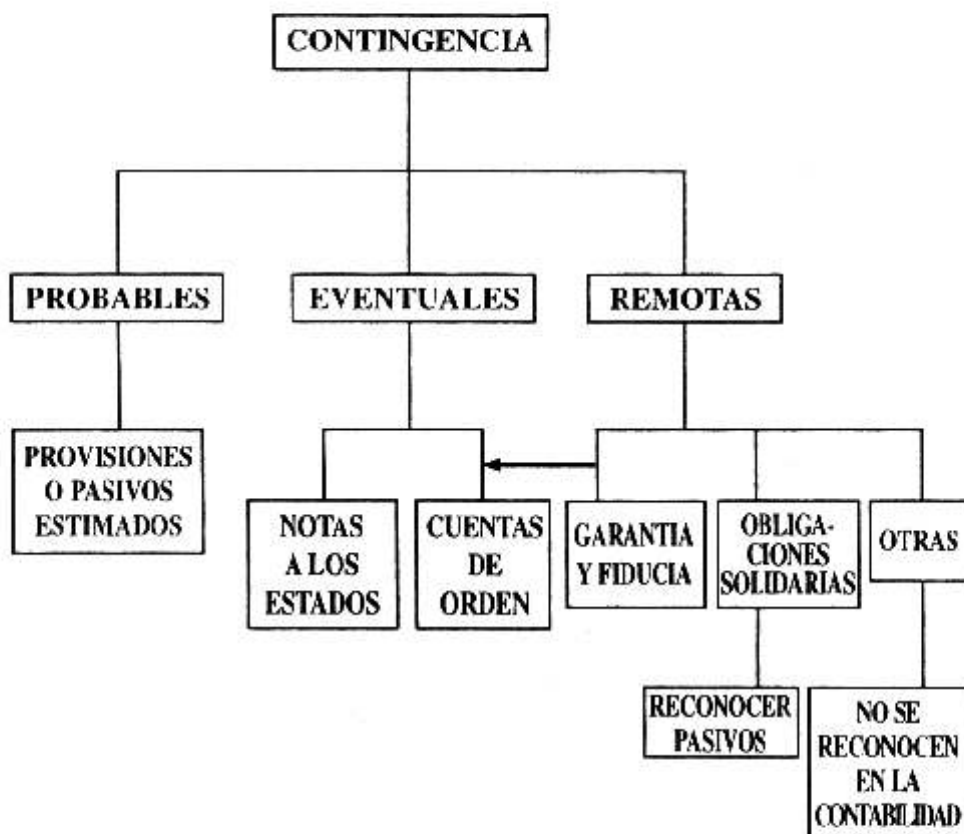 CONTINGENCIA
PROBABLES
EVENTUALES
REMOTAS
PROVISIONES
O PASIVOS
ESTIMADOS
NOTAS
A LOS
ESTADOS
CUENTAS
DE
ORDEN
GARANTIA
Y FIDUCIA
OBLIGA-
CIONES
SOLIDARIAS
OTRAS
RECONOCER
PASIVOS
NO SE
RECONOCEN
EN LA
CONTABILIDAD